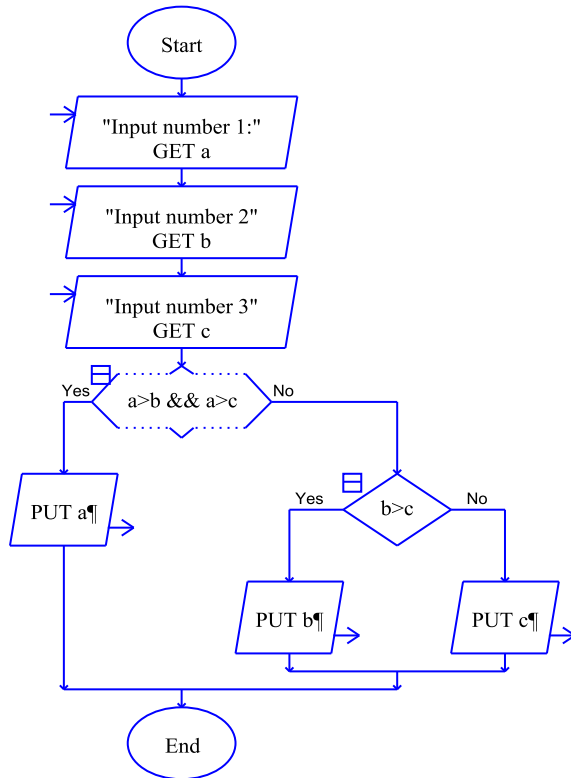 Start
"Input number 1:"
GET a
"Input number 2"
GET b
"Input number 3"
GET c
Yes
a>b && a>c
No
PUT a¶
Yes
b>c
No
PUT b¶
PUT c¶
End